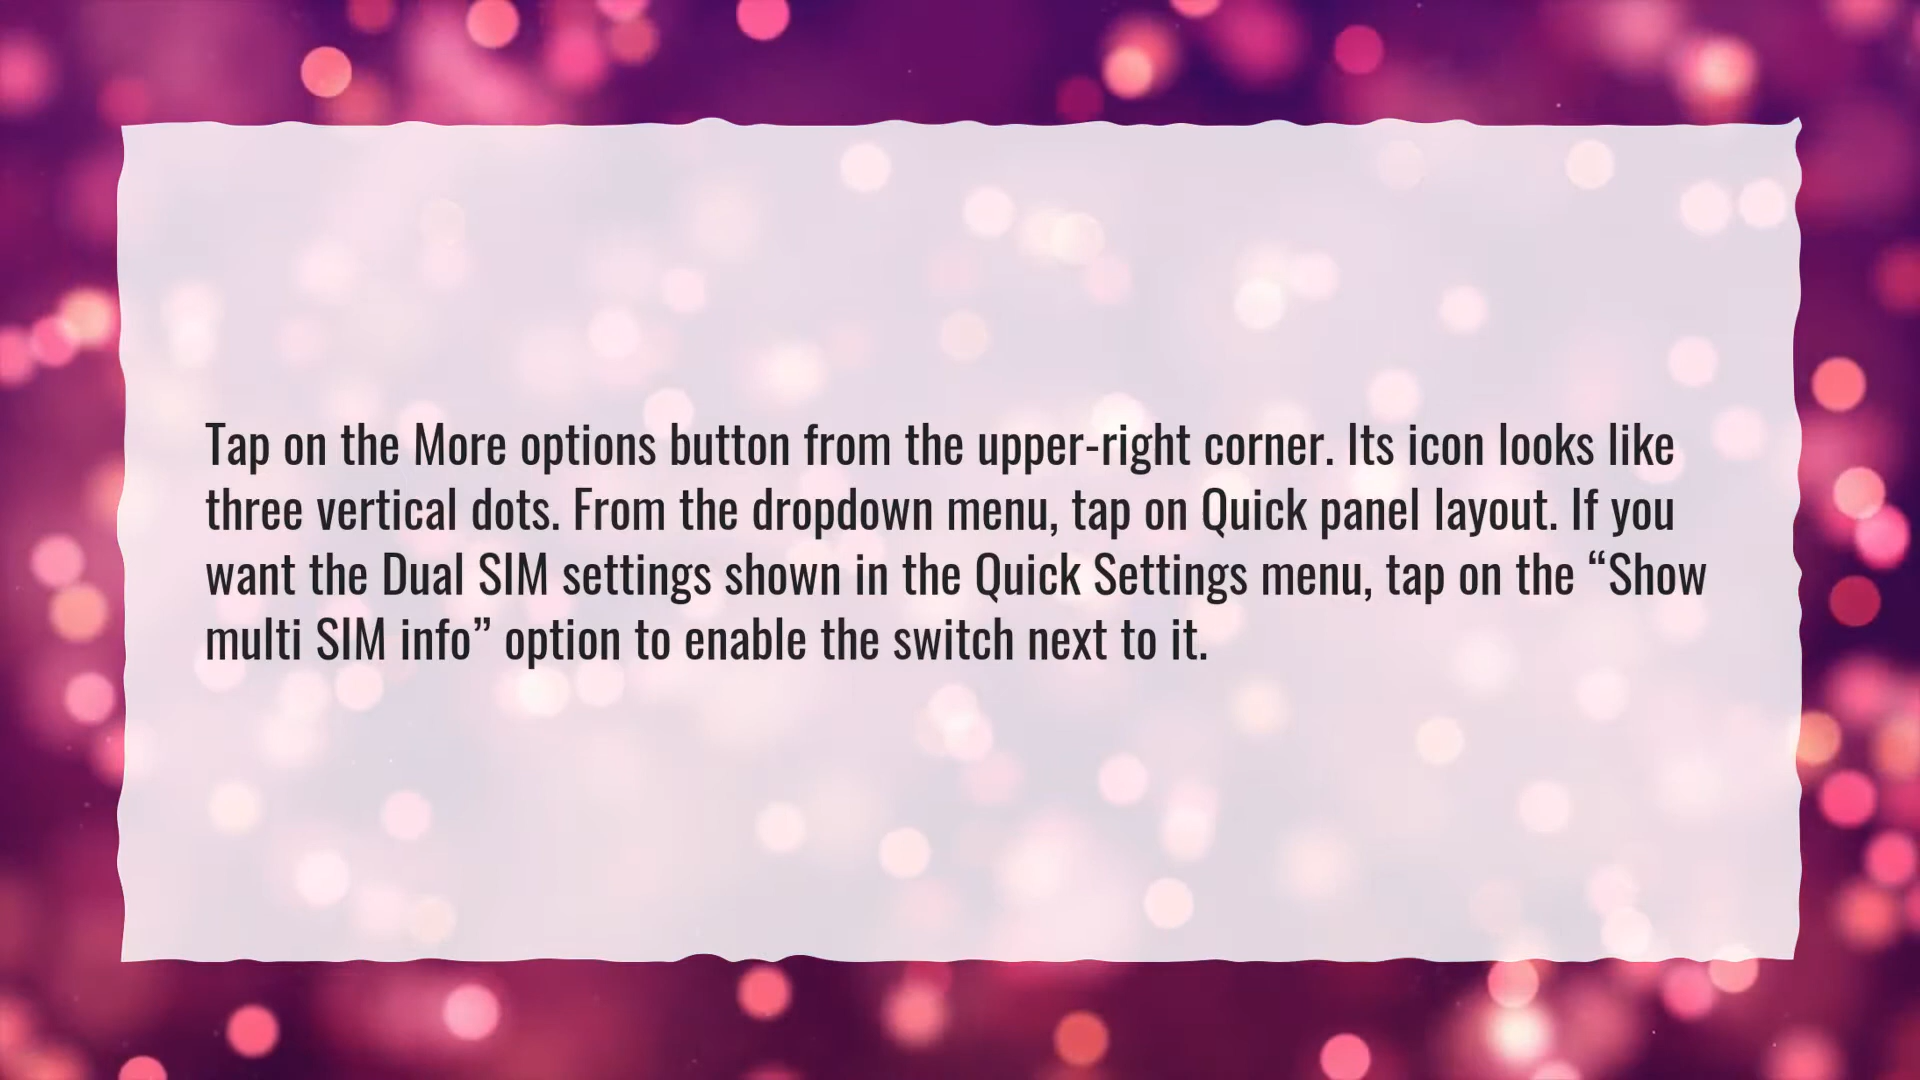 Tap on the More options button from the upper-right corner. Its icon looks like
three vertical dots. From the dropdown menu, tap on Quick panel layout. If you
want the Dual SIM settings shown in the Quick Settings menu, tap on the “Show
multi SIM info” option to enable the switch next to it.